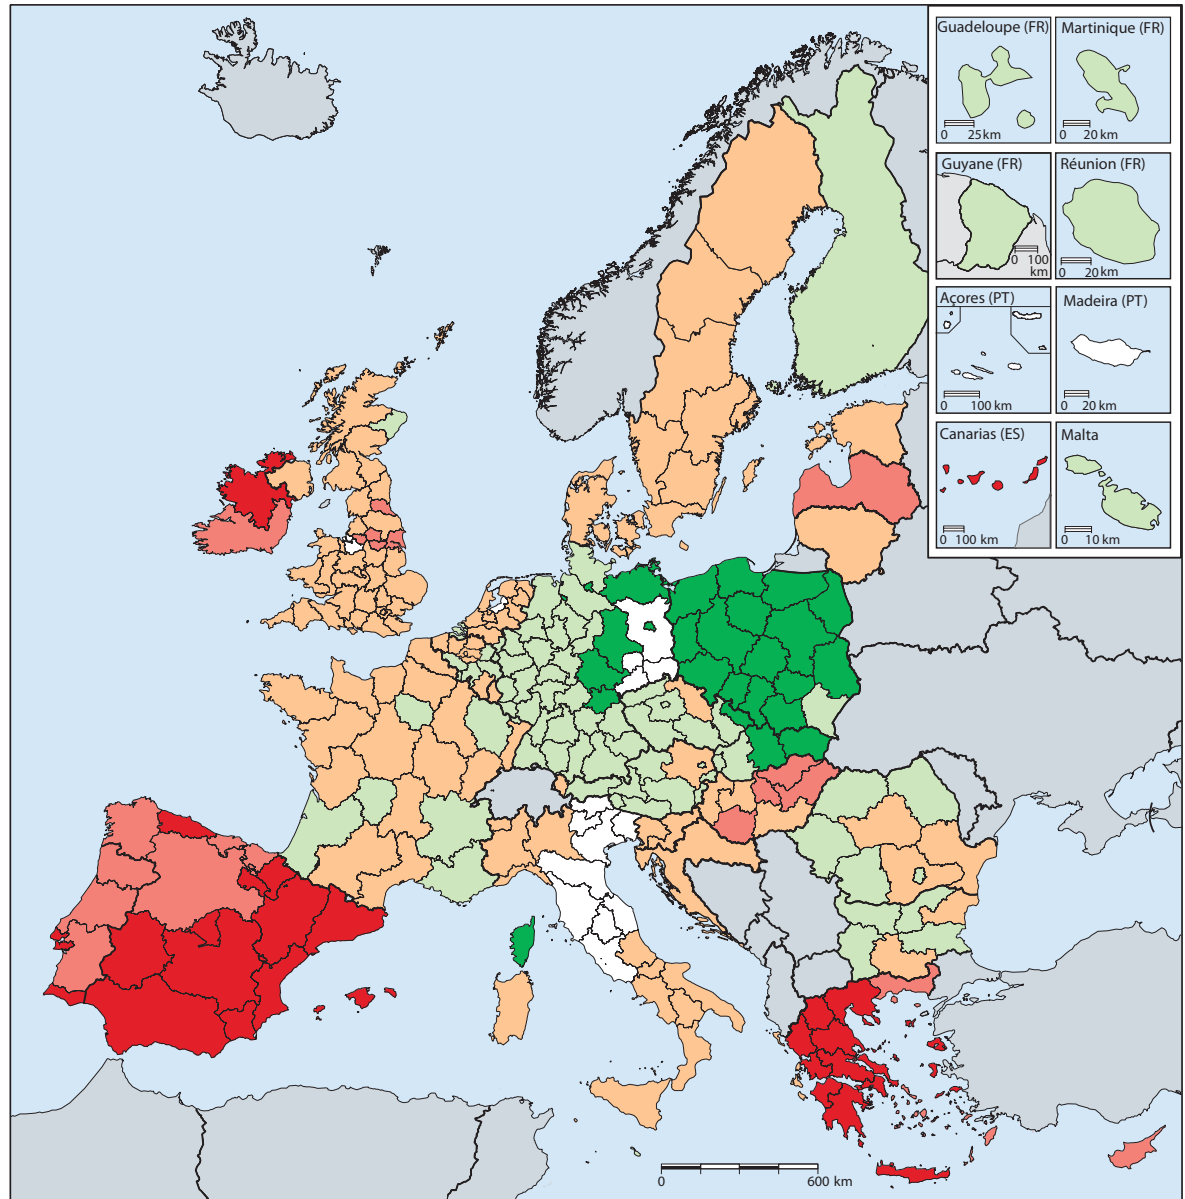 Guadeloupe (FR)
0 25 km
Martinique (FR)
0 20 km
Guyane (FR)
0 100
km
Réunion (FR)
0 20 km
Açores (PT)
0 100 km
Madeira (PT)
0 20 km
Canarias (ES)
0 100 km
Malta
0 10 km
0 600 km